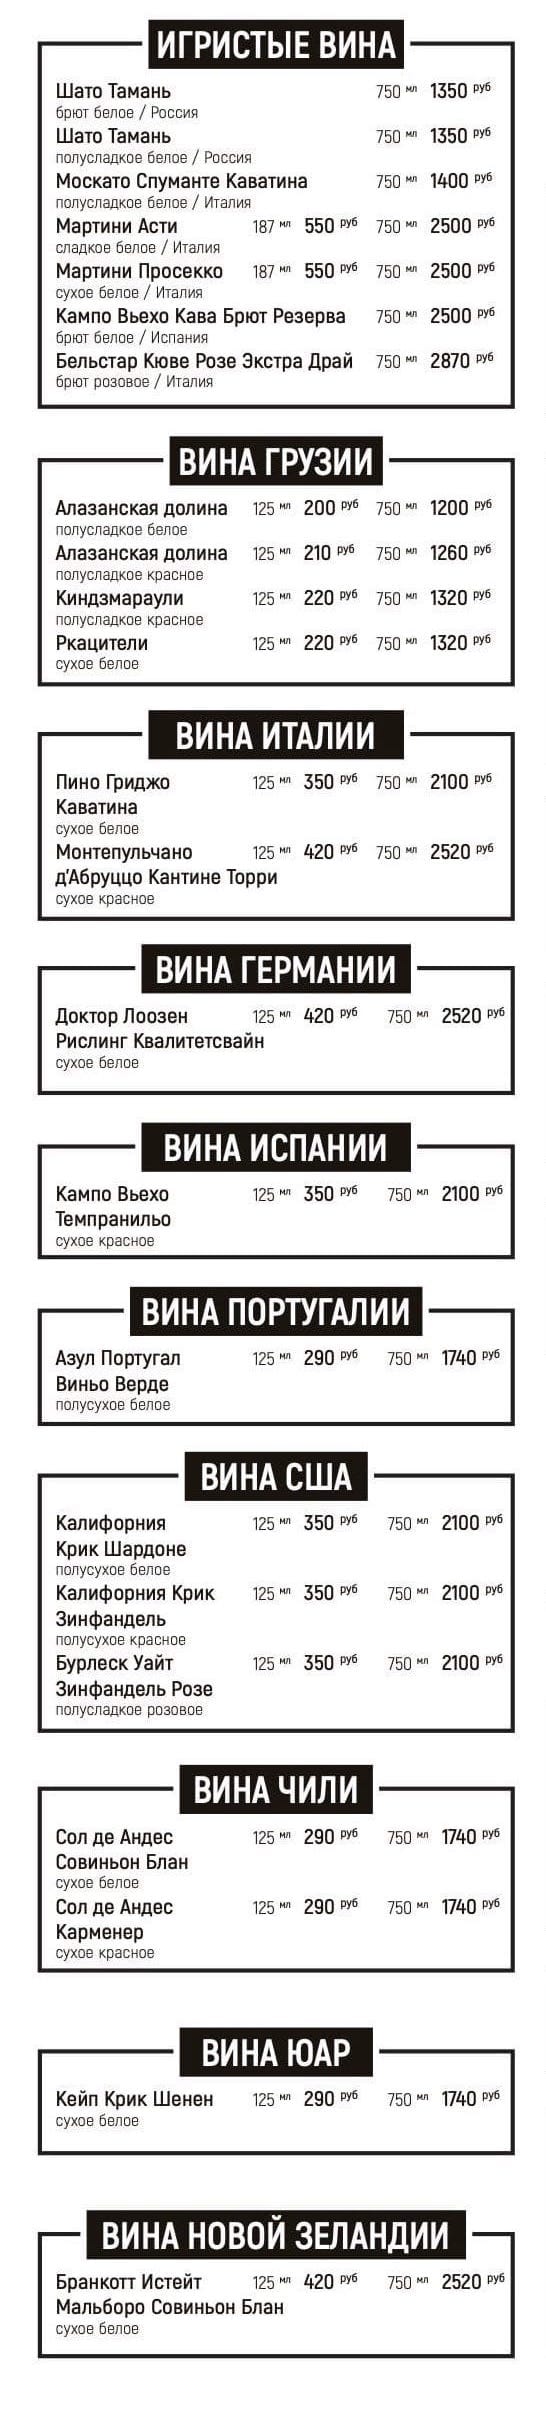 ИГРИСТЫЕ ВИНА
Шато Тамань 750 мл 1350 руб
брют белое / Россия
Шато Тамань 750 мл 1350 руб
полусладкое белое / Россия
Москато Спуманте Каватина 750 мл 1400 руб
полусладкое белое / Италия
Мартини Асти 187 мл 550 руб 750 мл 2500 руб
сладкое белое / Италия
Мартини Просекко 187 мл 550 руб 750 мл 2500 руб
сухое белое / Италия
Кампо Вьехо Кава Брют Резерва 750 мл 2500 руб
брют белое / Испания
Бельстар Кюве Розе Экстра Драй 750 мл 2870 руб
брют розовое / Италия
ВИНА ГРУЗИИ
Алазанская долина 125 мл 200 руб 750 мл 1200 руб
полусладкое белое
Алазанская долина 125 мл 210 руб 750 мл 1260 руб
полусладкое красное
Киндзмараули 125 мл 220 руб 750 мл 1320 руб
полусладкое красное
Ркацители 125 мл 220 руб 750 мл 1320 руб
сухое белое
ВИНА ИТАЛИИ
Пино Гриджо 125 мл 350 руб 750 мл 2100 руб
Каватина
сухое белое
Монтепульчано 125 мл 420 руб 750 мл 2520 руб
д'Абруццо Кантине Торри
сухое красное
ВИНА ГЕРМАНИИ
Доктор Лоозен 125 мл 420 руб 750 мл 2520 руб
Рислинг Квалитетсвайн
сухое белое
ВИНА ИСПАНИИ
Кампо Вьехо 125 мл 350 руб 750 мл 2100 руб
Темпранильо
сухое красное
ВИНА ПОРТУГАЛИИ
Азул Португал 125 мл 290 руб 750 мл 1740 руб
Виньо Верде
полусухое белое
ВИНА США
Калифорния 125 мл 350 руб 750 мл 2100 руб
Крик Шардоне
полусухое белое
Калифорния Крик 125 мл 350 руб 750 мл 2100 руб
Зинфандель
полусухое красное
Бурлеск Уайт 125 мл 350 руб 750 мл 2100 руб
Зинфандель Розе
полусладкое розовое
ВИНА ЧИЛИ
Сол де Андес 125 мл 290 руб 750 мл 1740 руб
Совиньон Блан
сухое белое
Сол де Андес 125 мл 290 руб 750 мл 1740 руб
Карменер
сухое красное
ВИНА ЮАР
Кейп Крик Шенен 125 мл 290 руб 750 мл 1740 руб
сухое белое
ВИНА НОВОЙ ЗЕЛАНДИИ
Бранкотт Истейт 125 мл 420 руб 750 мл 2520 руб
Мальборо Совиньон Блан
сухое белое